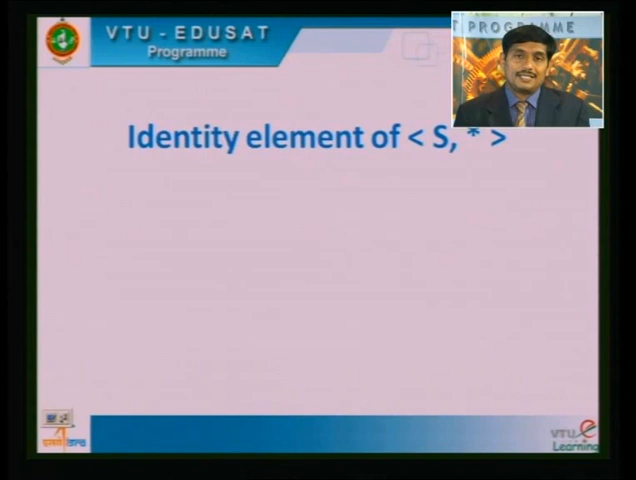 VTU - EDUSAT
Programme
T PROGRAMME
Identity element of < S, * >
VTU e
Learning